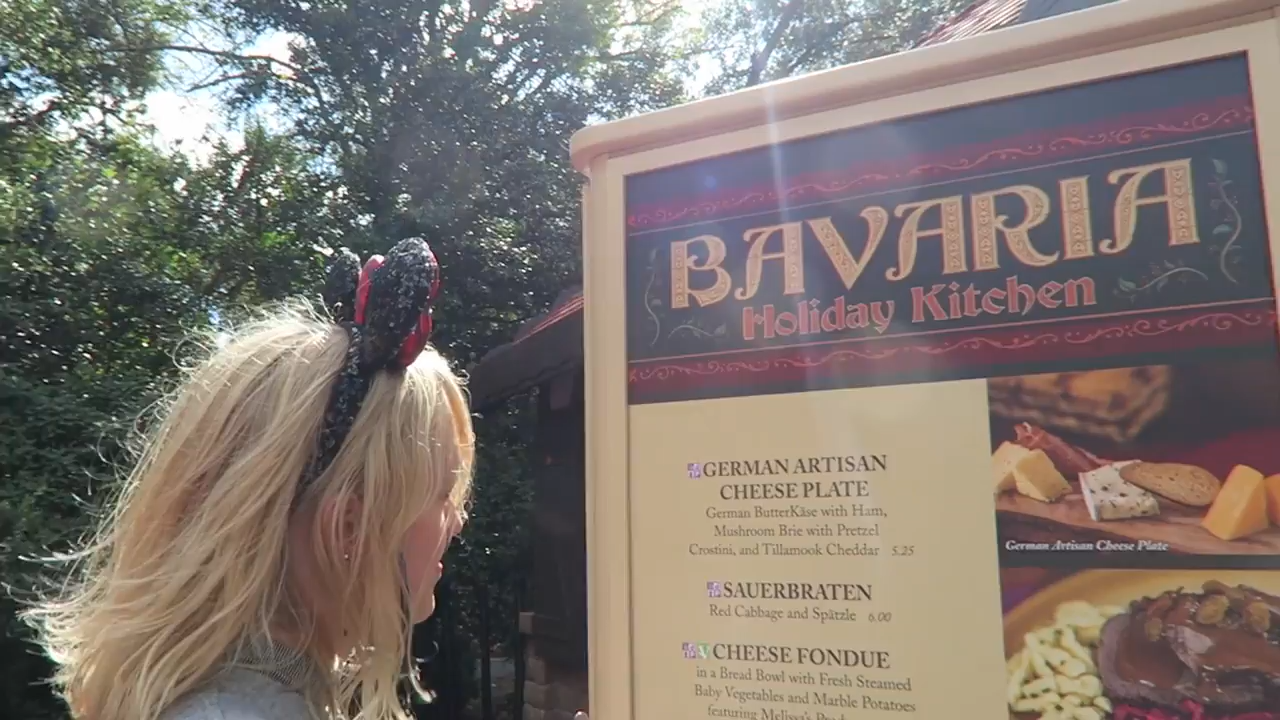 BAVARIA
Holiday Kitchen
GERMAN ARTISAN
CHEESE PLATE
German ButterKäse with Ham,
Mushroom Brie with Pretzel
Crostini, and Tillamook Cheddar 5.25
German Artisan Cheese Plate
SAUERBRATEN
Red Cabbage and Spätzle 6.00
V CHEESE FONDUE
in a Bread Bowl with Fresh Steamed
Baby Vegetables and Marble Potatoes
featuring Melissa's